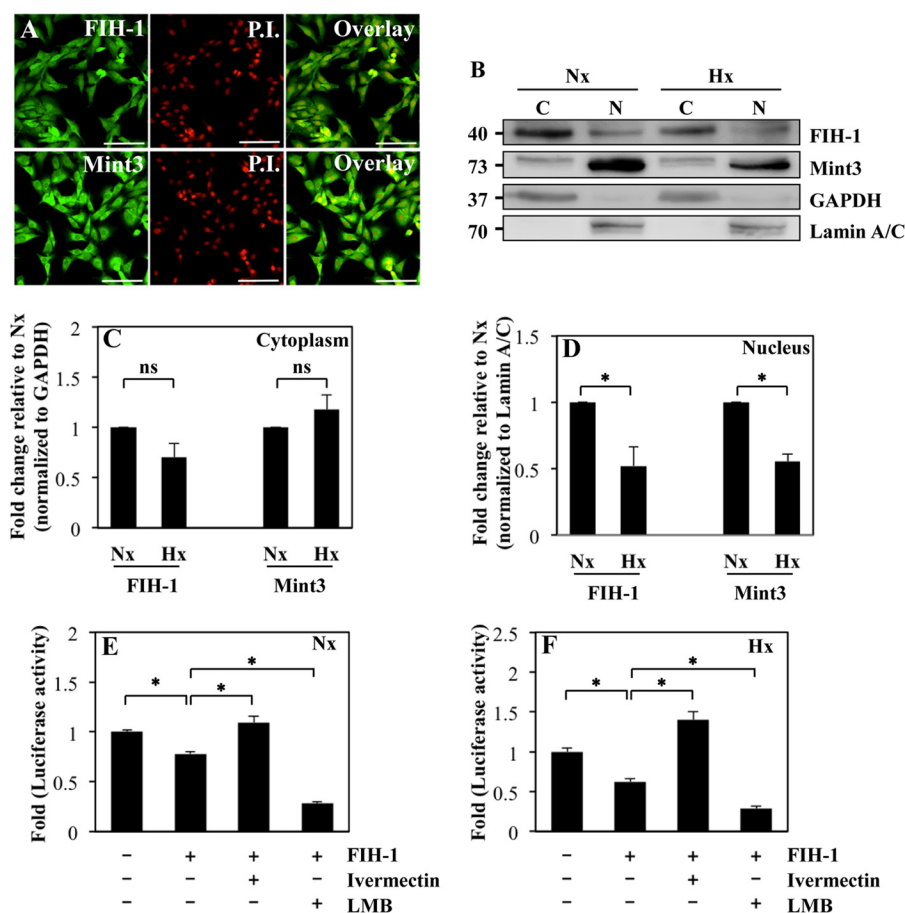 A
FIH-1
P.I.
Overlay
Mint3
P.I.
Overlay
B
Nx
Hx
C
N
C
N
40
FIH-1
73
Mint3
37
GAPDH
70
Lamin A/C
C
Cytoplasm
Fold change relative to Nx
(normalized to GAPDH)
2
1.5
1
0.5
0
ns
ns
Nx
Hx
Nx
Hx
FIH-1
Mint3
D
Nucleus
Fold change relative to Nx
(normalized to Lamin A/C)
1.5
1
0.5
0
*
*
Nx
Hx
Nx
Hx
FIH-1
Mint3
E
Nx
Fold (Luciferase activity)
2
1.5
1
0.5
0
*
*
*
− + + + FIH-1
− − + − Ivermectin
− − − + LMB
F
Hx
Fold (Luciferase activity)
2.5
2
1.5
1
0.5
0
*
*
*
− + + + FIH-1
− − + − Ivermectin
− − − + LMB